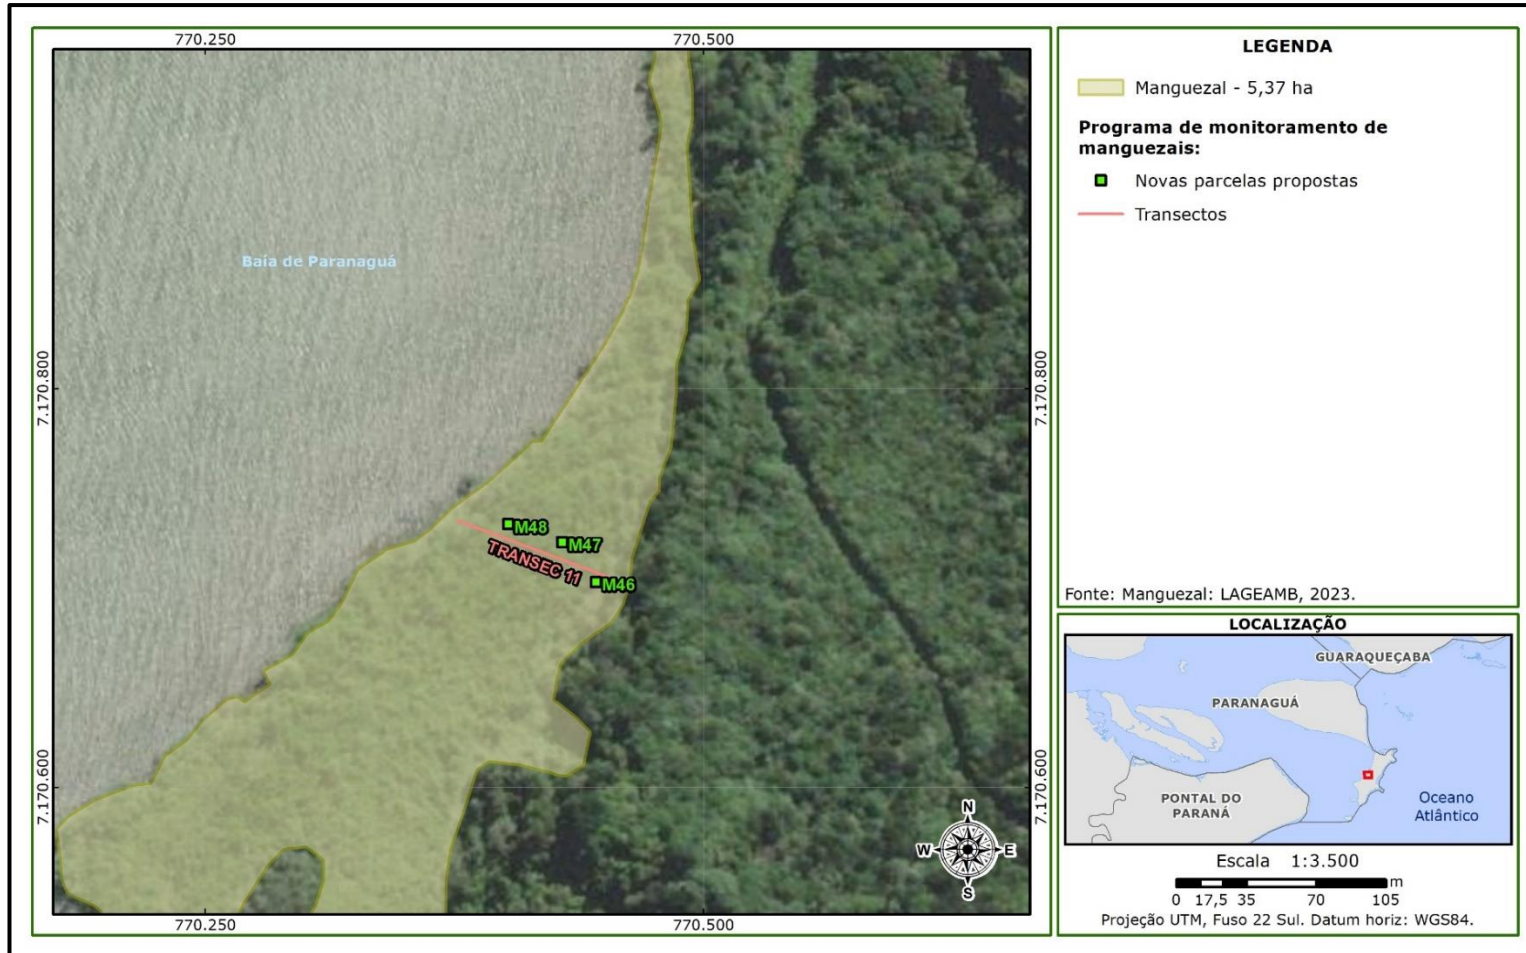 770.250
770.500
7.170.800
7.170.800
Baía de Paranaguá
M48
M47
TRANSEC 11
M46
7.170.600
7.170.600
N
W
E
S
770.250
770.500
LEGENDA
Manguezal - 5,37 ha
Programa de monitoramento de
manguezais:
Novas parcelas propostas
Transectos
Fonte: Manguezal: LAGEAMB, 2023.
LOCALIZAÇÃO
GUARAQUEÇABA
PARANAGUÁ
PONTAL DO
PARANÁ
Oceano
Atlântico
Escala 1:3.500
m
0 17,5 35 70 105
Projeção UTM, Fuso 22 Sul. Datum horiz: WGS84.